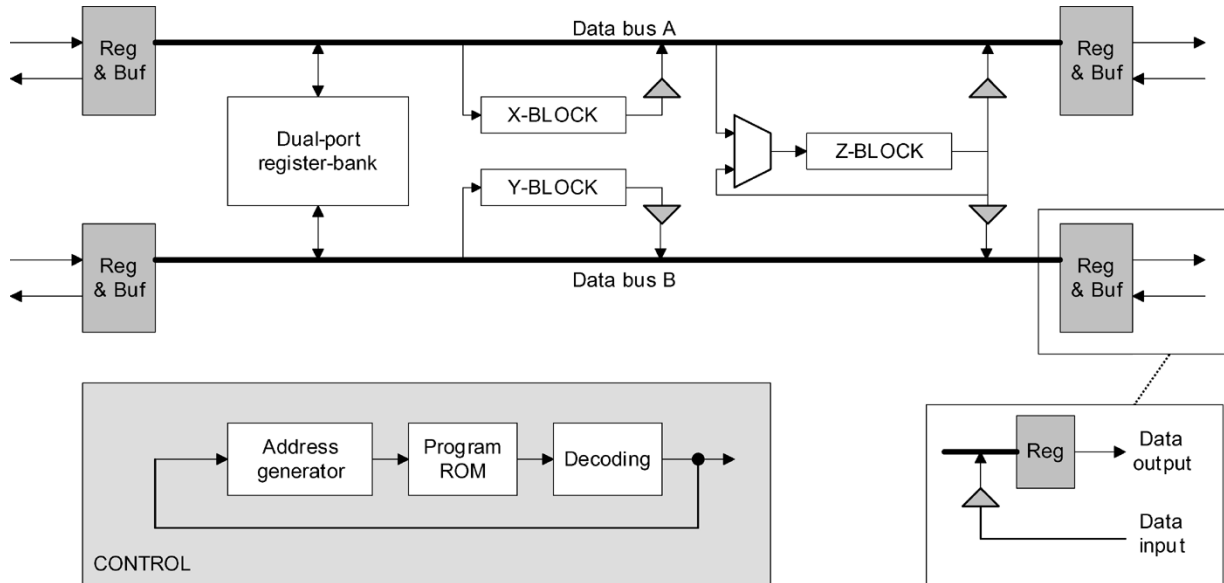 Data bus A
Reg
& Buf
Reg
& Buf
X-BLOCK
Dual-port
register-bank
Z-BLOCK
Y-BLOCK
Reg
& Buf
Data bus B
Reg
& Buf
Address
generator
Program
ROM
Decoding
CONTROL
Reg
Data
output
Data
input